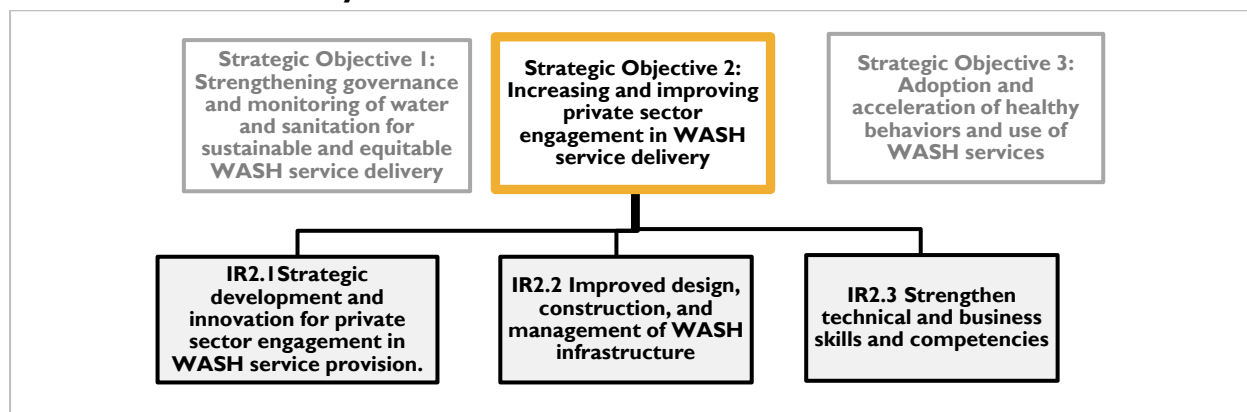 Strategic Objective 1:
Strengthening governance
and monitoring of water
and sanitation for
sustainable and equitable
WASH service delivery
Strategic Objective 2:
Increasing and improving
private sector
engagement in WASH
service delivery
Strategic Objective 3:
Adoption and
acceleration of healthy
behaviors and use of
WASH services
IR2.1Strategic
development and
innovation for private
sector engagement in
WASH service provision.
IR2.2 Improved design,
construction, and
management of WASH
infrastructure
IR2.3 Strengthen
technical and business
skills and competencies